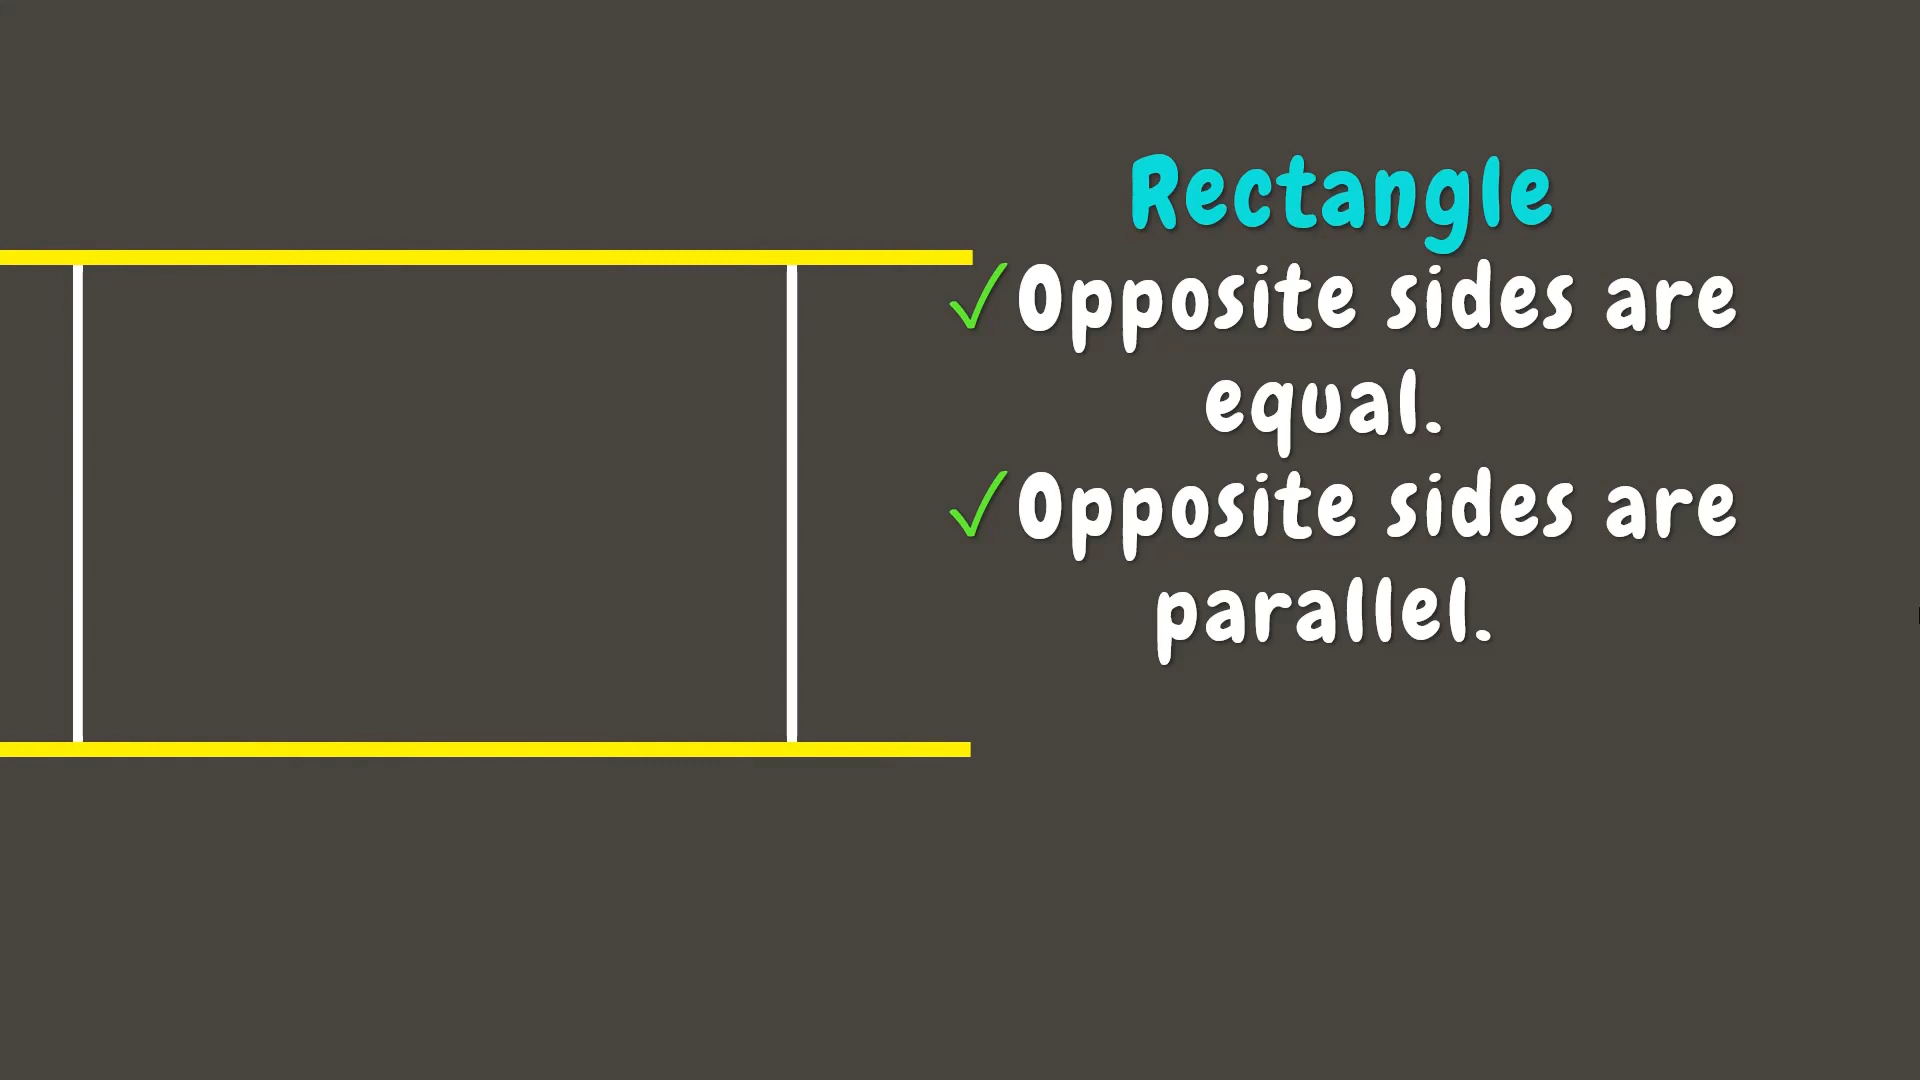 Rectangle
✓Opposite sides are
equal.
✓Opposite sides are
parallel.